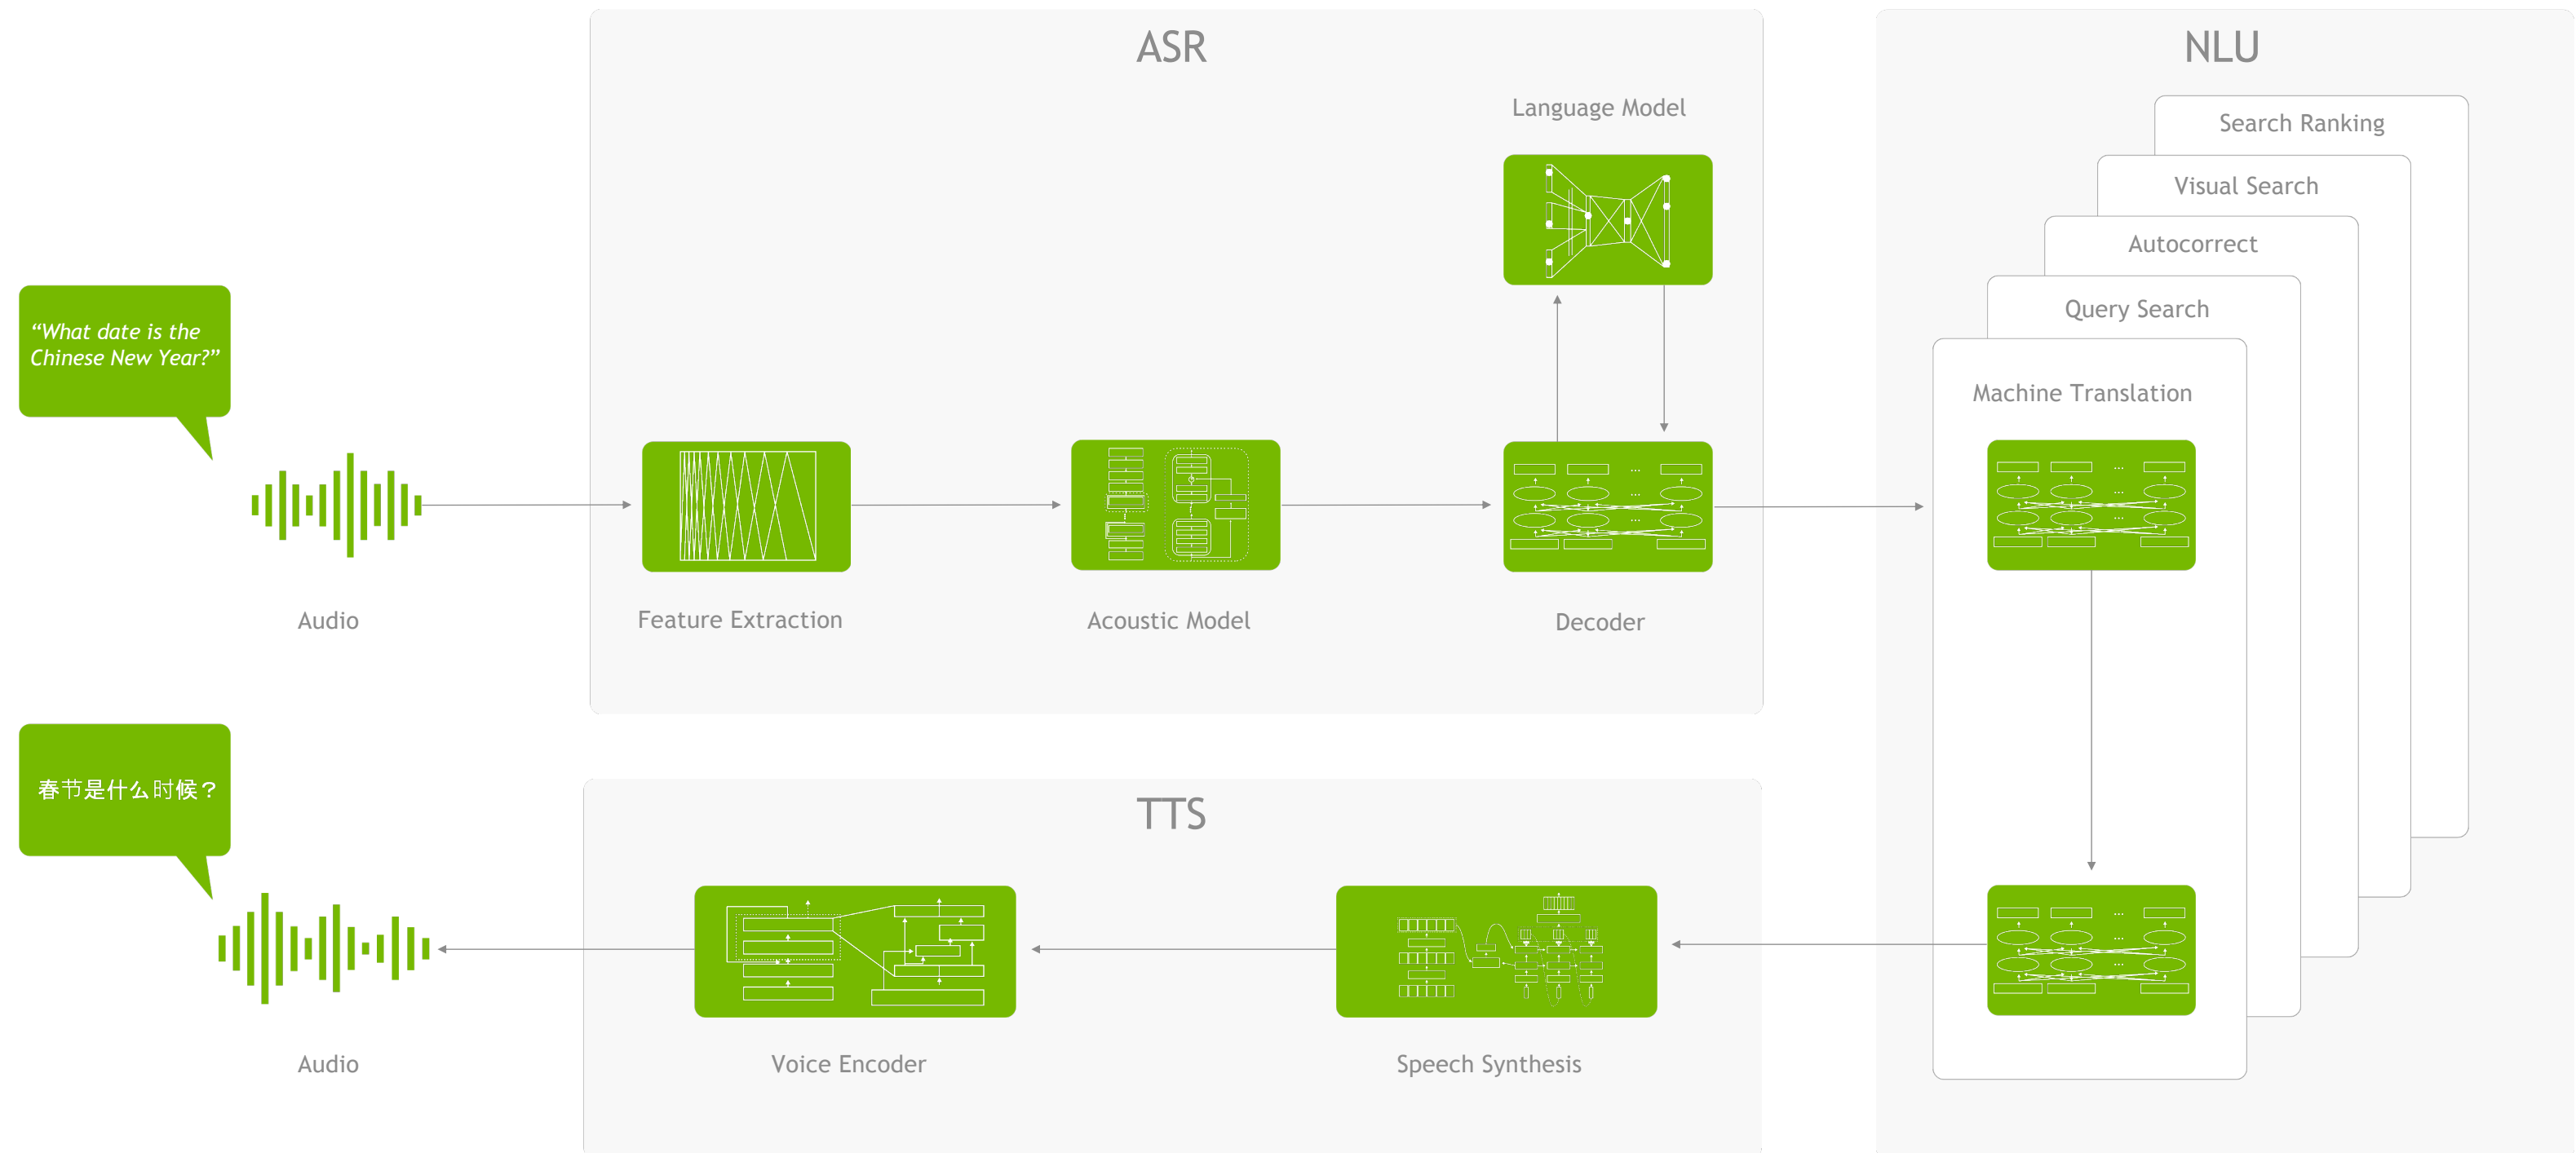 ASR
NLU
Language Model
Search Ranking
Visual Search
Autocorrect
Query Search
Machine Translation
“What date is the
Chinese New Year?”
Audio
Feature Extraction
Acoustic Model
Decoder
春节是什么时候？
TTS
Audio
Voice Encoder
Speech Synthesis